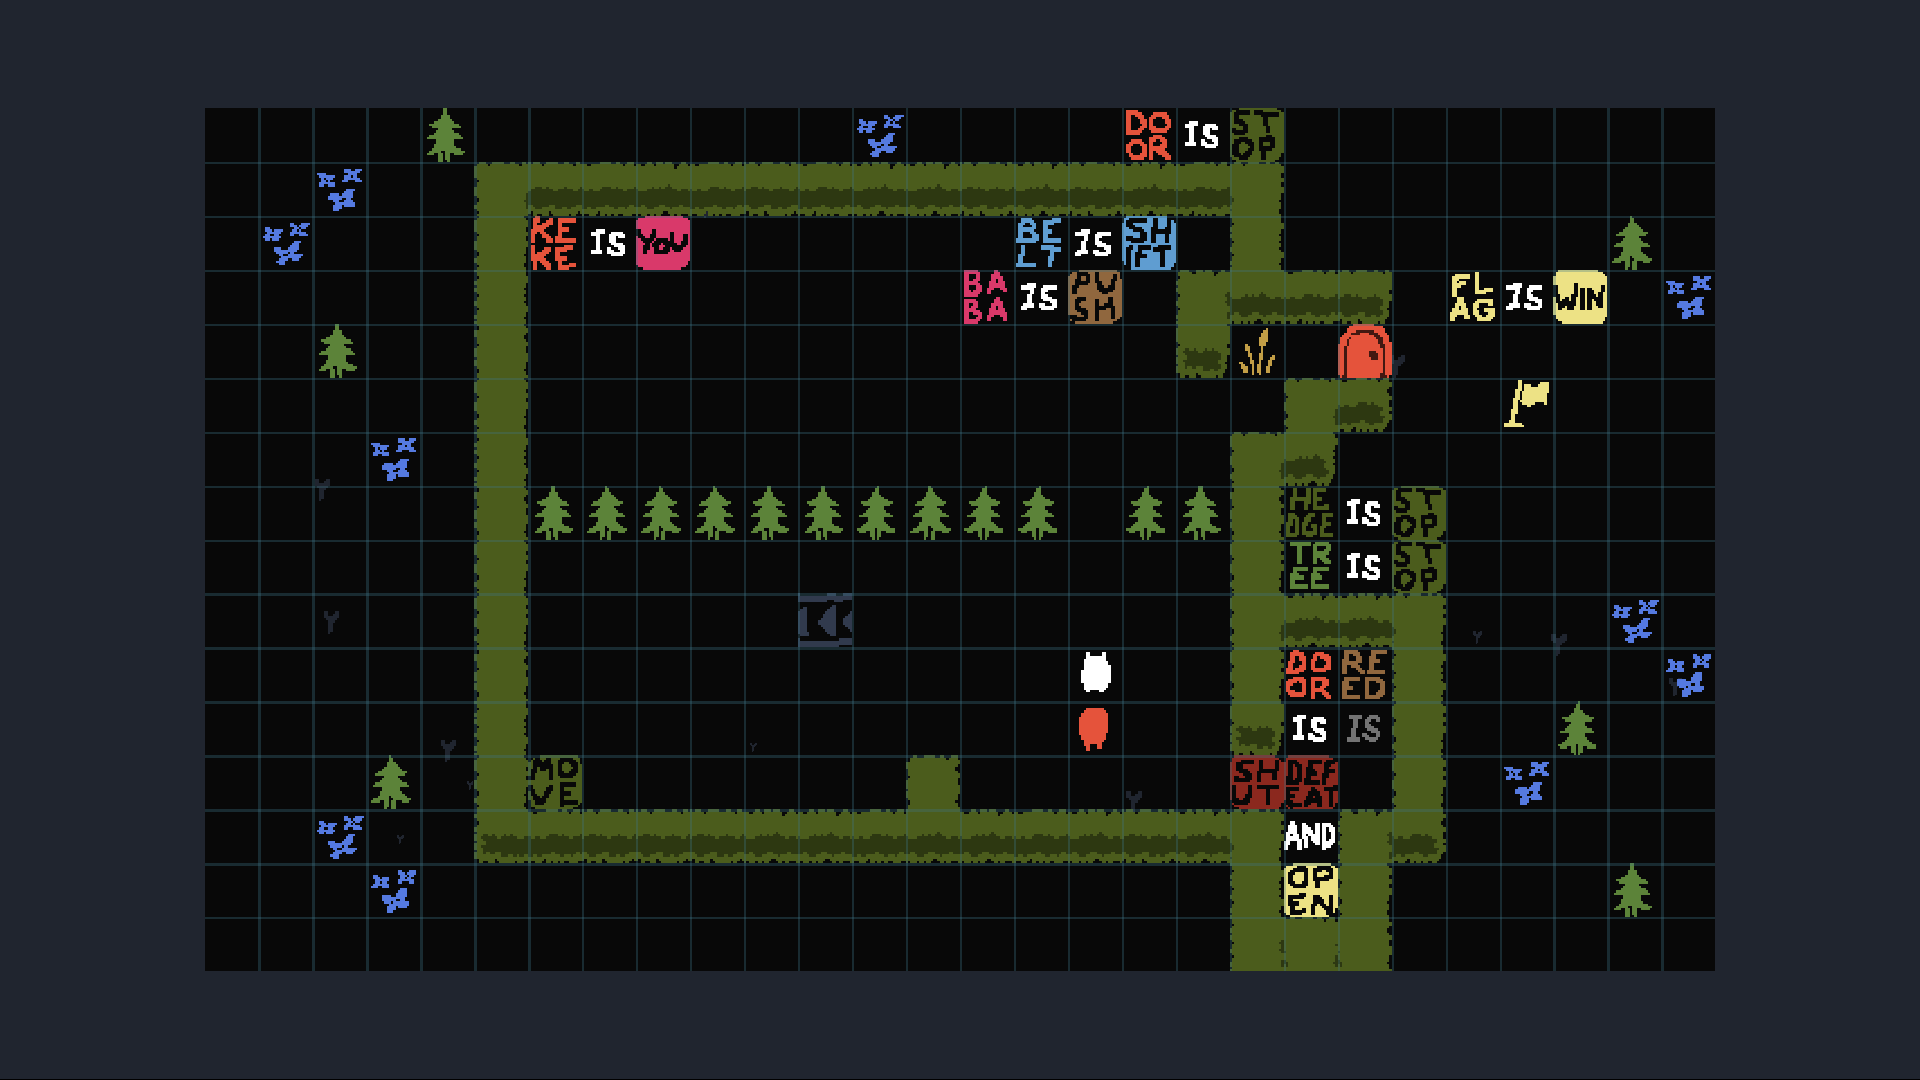 DOOR IS STOP
KEKE IS YOU
BELT IS SHIFT
BABA IS PUSH
FLAG IS WIN
HEDGE IS STOP
TREE IS STOP
DOOR REED
IS IS
MOVE
SHUT DEFEAT
AND
OPEN